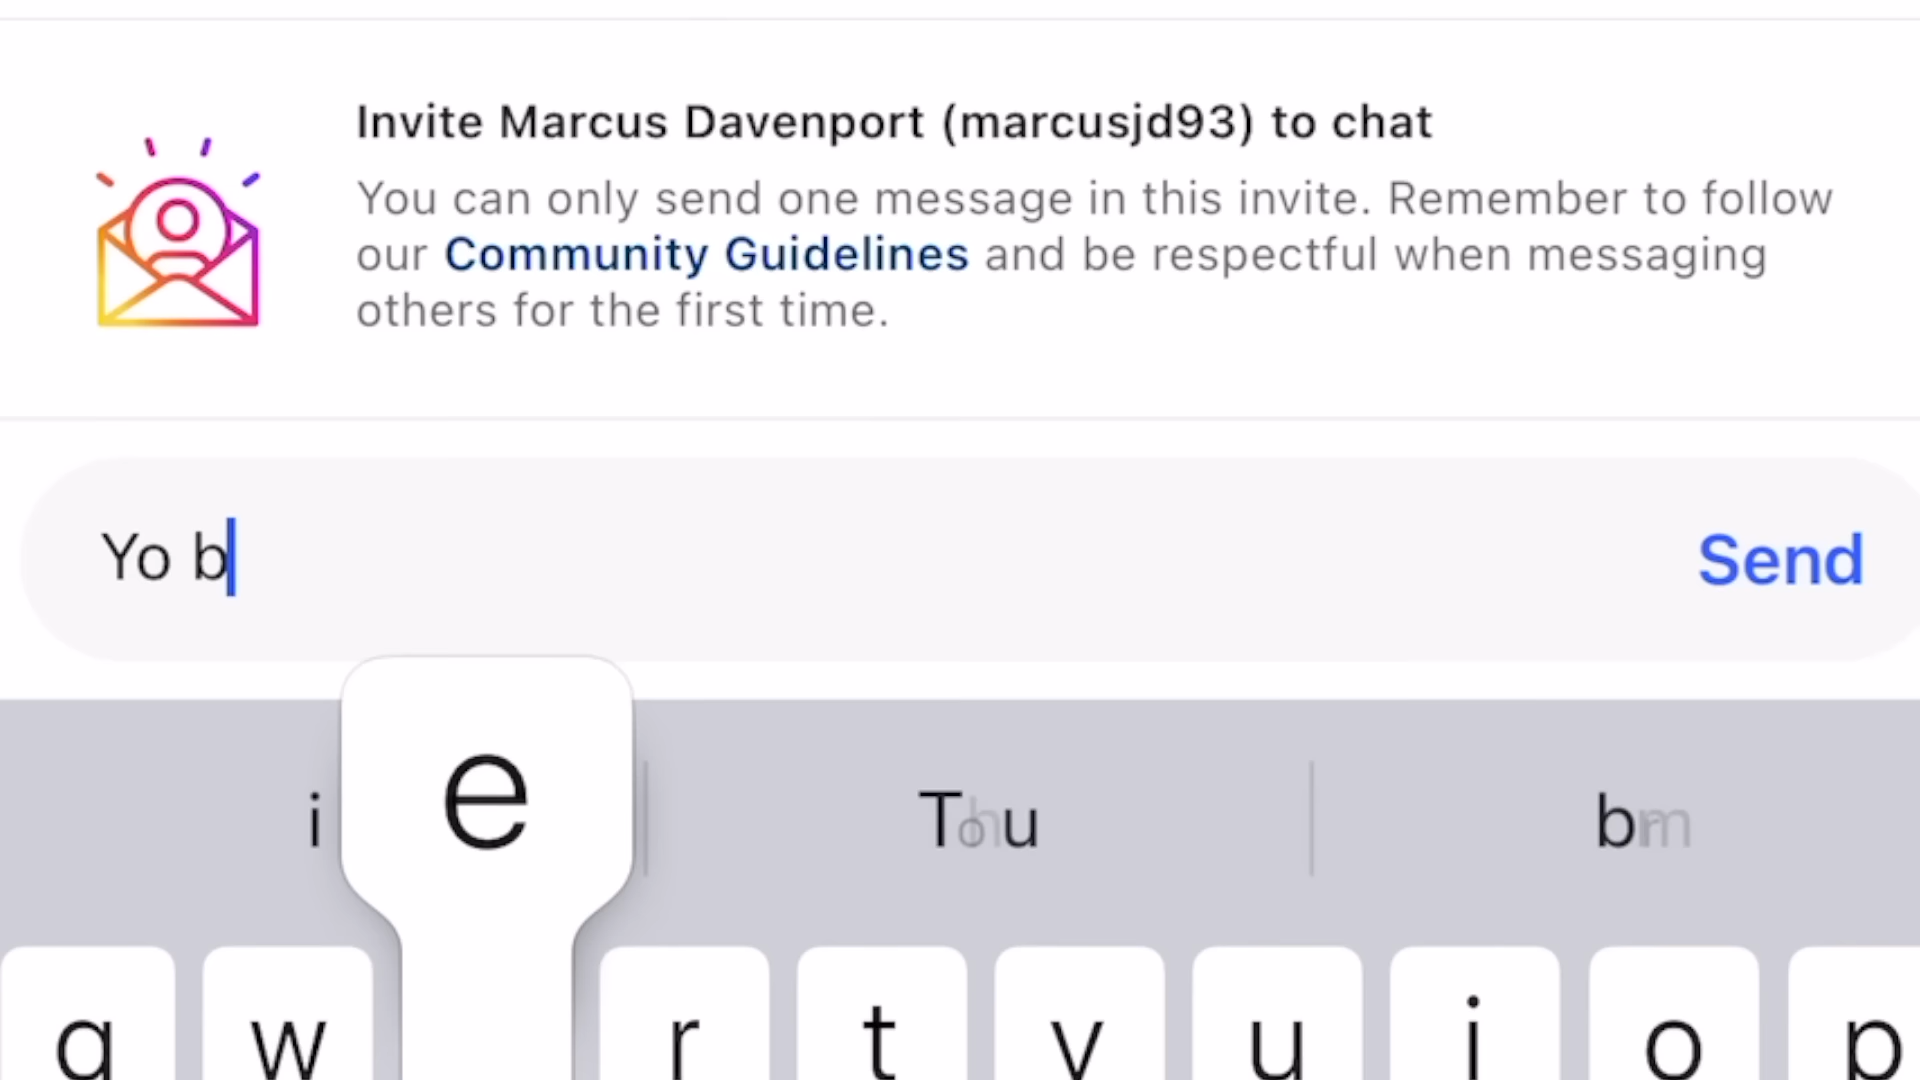 Invite Marcus Davenport (marcusjd93) to chat
You can only send one message in this invite. Remember to follow
our Community Guidelines and be respectful when messaging
others for the first time.
Yo b
Send
e
i
q w r t y u i o p